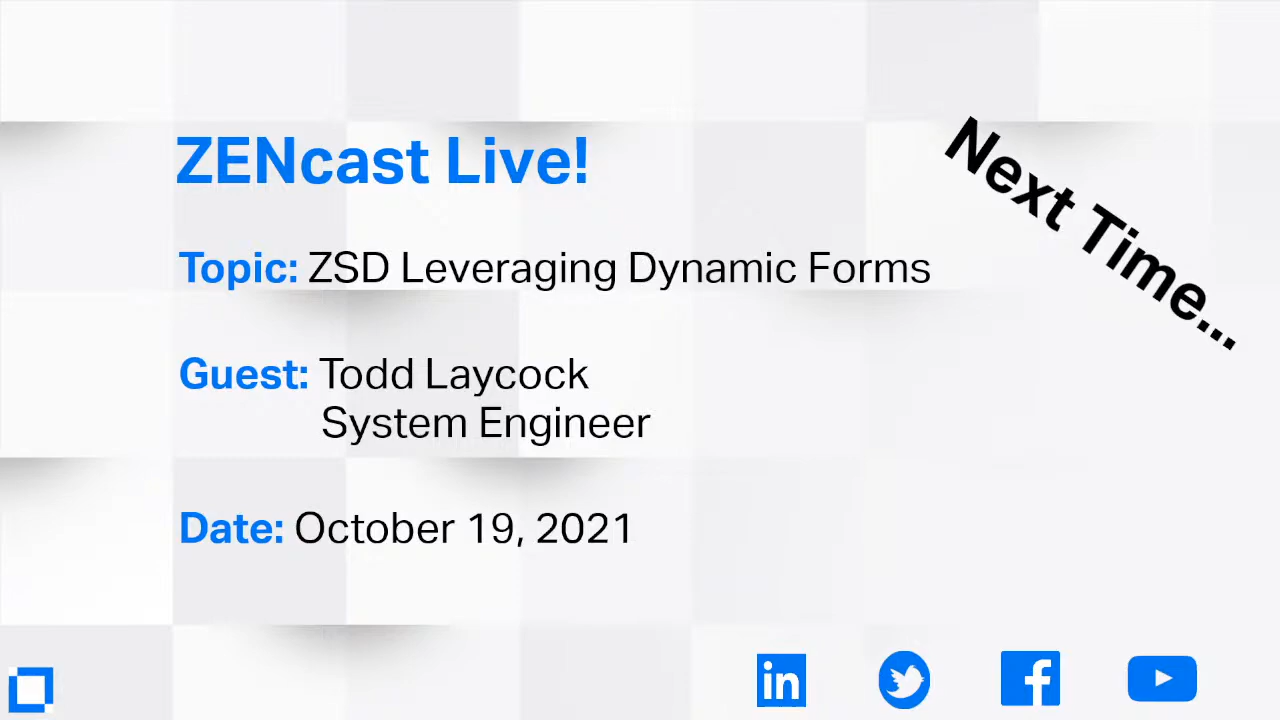 ZENcast Live!
Next Time...
Topic: ZSD Leveraging Dynamic Forms
Guest: Todd Laycock
System Engineer
Date: October 19, 2021
in